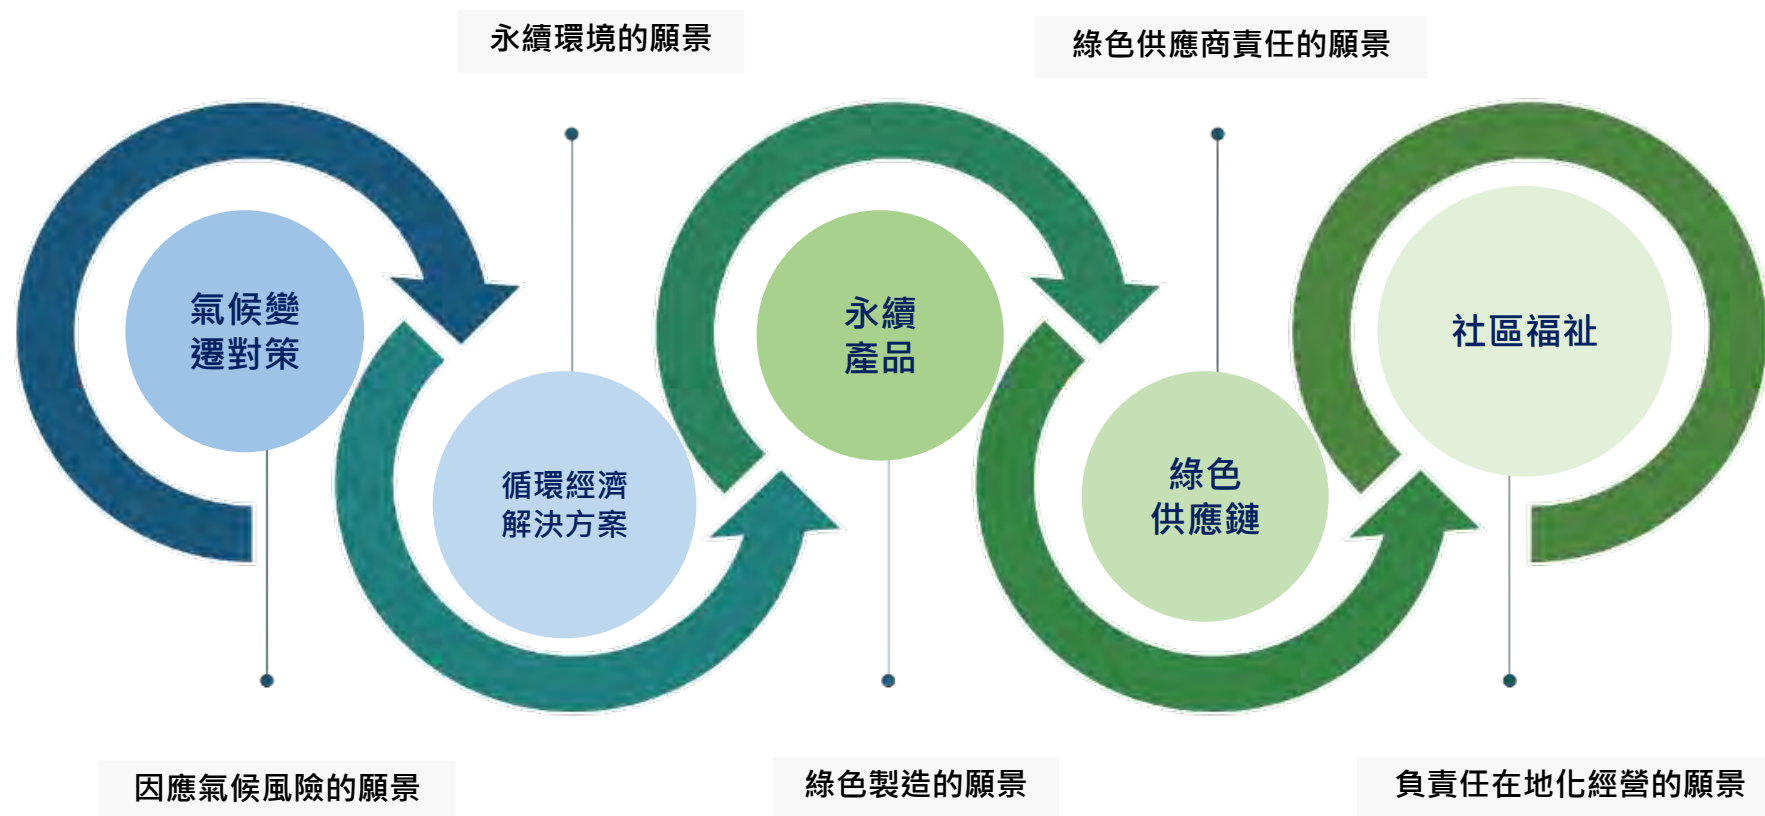 永續環境的願景
綠色供應商責任的願景
氣候變
遷對策
循環經濟
解決方案
永續
產品
綠色
供應鏈
社區福祉
因應氣候風險的願景
綠色製造的願景
負責任在地化經營的願景